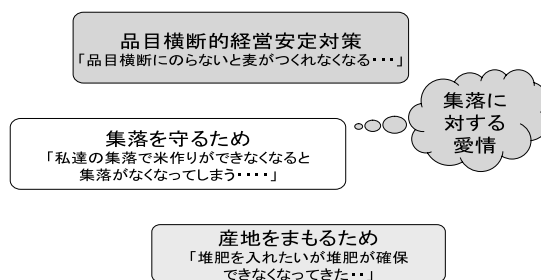 品目横断的経営安定対策
「品目横断にのらないと麦がつくれなくなる・・・」
集落に
対する
愛情
集落を守るため
「私達の集落で米作りができなくなると
集落がなくなってしまう・・・・」
産地をまもるため
「堆肥を入れたいが堆肥が確保
できなくなってきた・・」